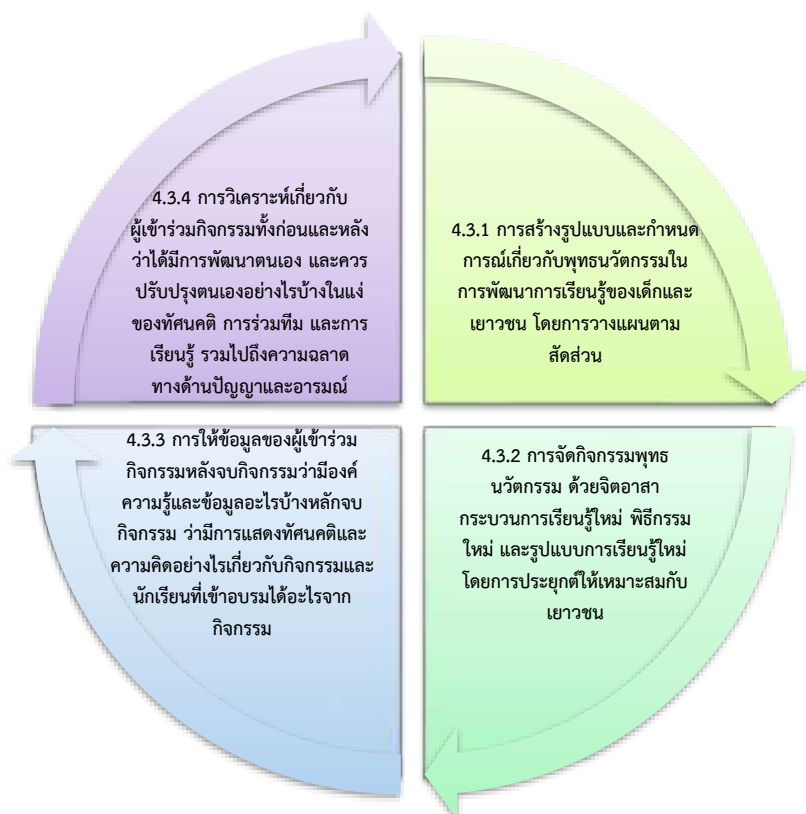 4.3.1 การสร้างรูปแบบและกำหนด
การณ์เกี่ยวกับพุทธนวัตกรรมใน
การพัฒนาการเรียนรู้ของเด็กและ
เยาวชน โดยการวางแผนตาม
สัดส่วน
4.3.2 การจัดกิจกรรมพุทธ
นวัตกรรม ด้วยจิตอาสา
กระบวนการเรียนรู้ใหม่ พิธีกรรม
ใหม่ และรูปแบบการเรียนรู้ใหม่
โดยการประยุกต์ให้เหมาะสมกับ
เยาวชน
4.3.3 การให้ข้อมูลของผู้เข้าร่วม
กิจกรรมหลังจบกิจกรรมว่ามีองค์
ความรู้และข้อมูลอะไรบ้างหลักจบ
กิจกรรม ว่ามีการแสดงทัศนคติและ
ความคิดอย่างไรเกี่ยวกับกิจกรรมและ
นักเรียนที่เข้าอบรมได้อะไรจาก
กิจกรรม
4.3.4 การวิเคราะห์เกี่ยวกับ
ผู้เข้าร่วมกิจกรรมทั้งก่อนและหลัง
ว่าได้มีการพัฒนาตนเอง และควร
ปรับปรุงตนเองอย่างไรบ้างในแง่
ของทัศนคติ การร่วมทีม และการ
เรียนรู้ รวมไปถึงความฉลาด
ทางด้านปัญญาและอารมณ์